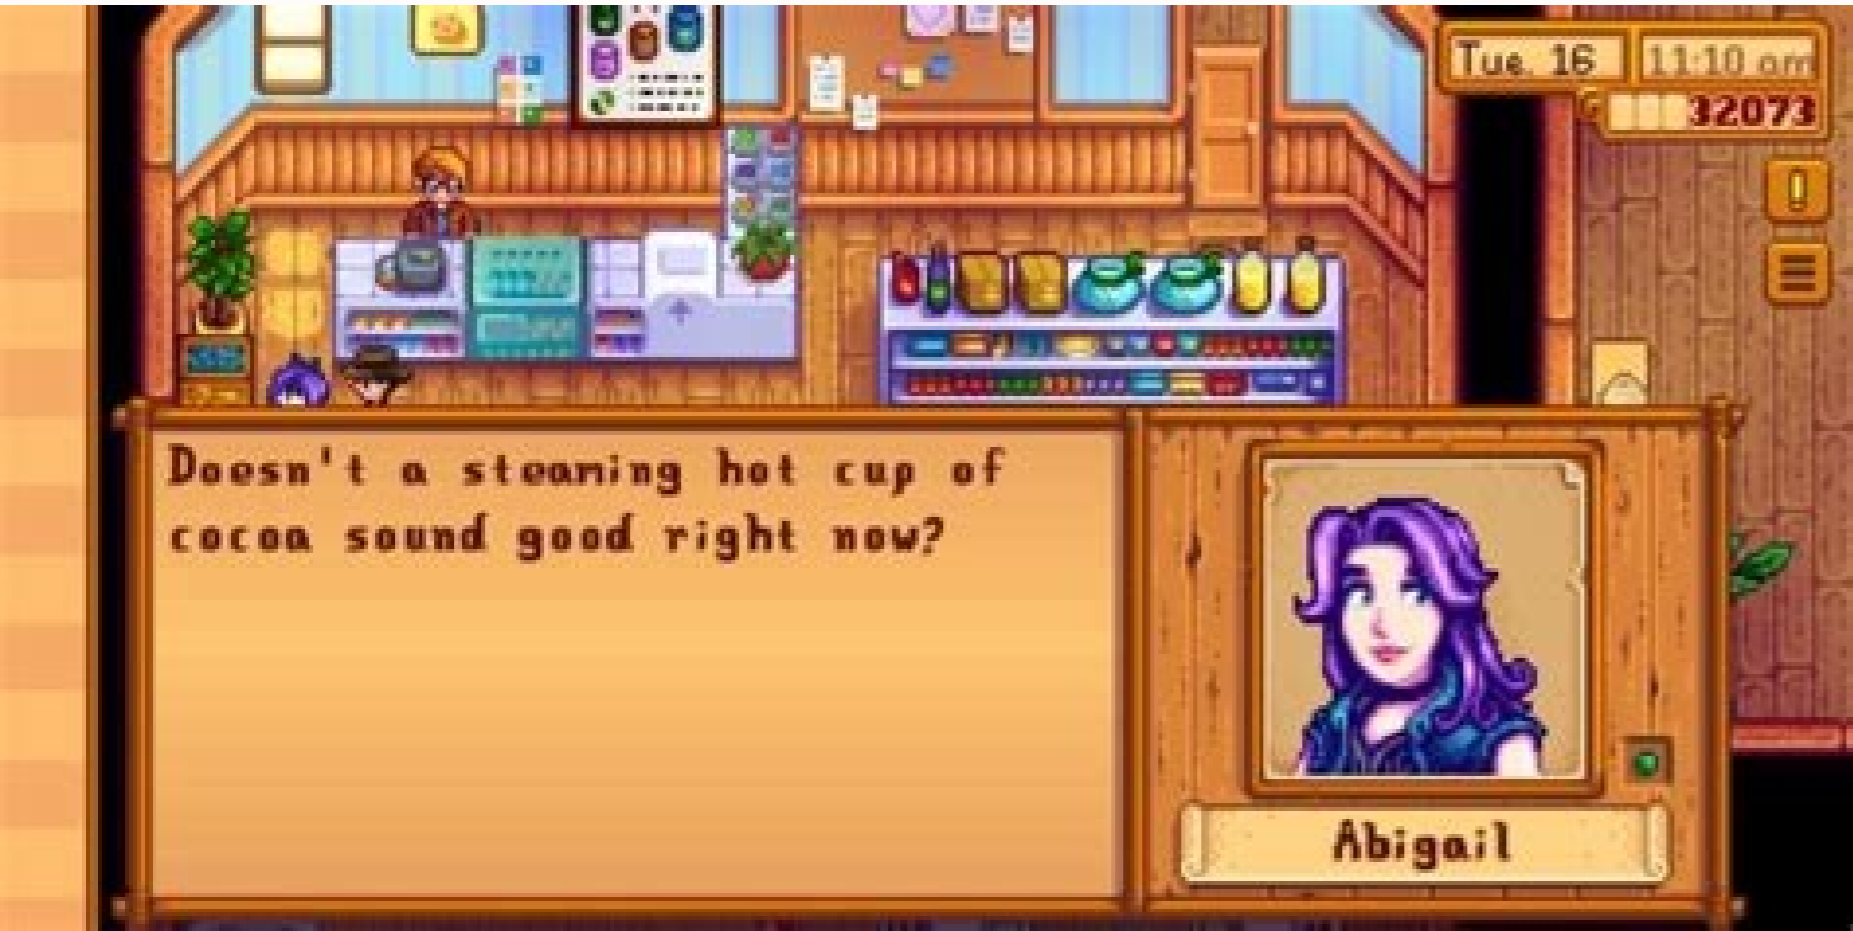 Tue. 16
11:10 am
32073
Doesn't a steaming hot cup of
cocoa sound good right now?
Abigail